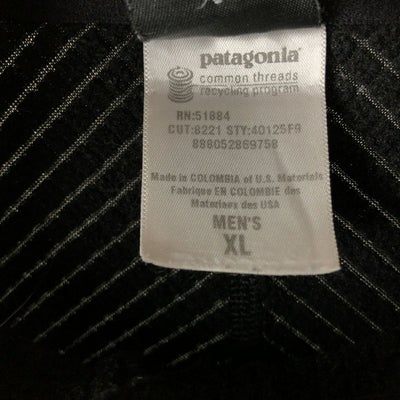 patagonia®
common threads
recycling program
RN:51884
CUT:8221 STY:40125F9
888052869758
Made in COLOMBIA of U.S. Materials
Fabrique EN COLOMBIE des
Materiaux des USA
MEN'S
XL